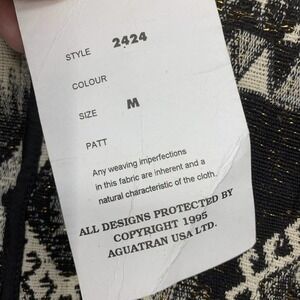 STYLE 2424
COLOUR
SIZE M
PATT
Any weaving imperfections
in this fabric are inherent and a
natural characteristic of the cloth.
ALL DESIGNS PROTECTED BY
COPYRIGHT 1995
AGUATRAN USA LTD.